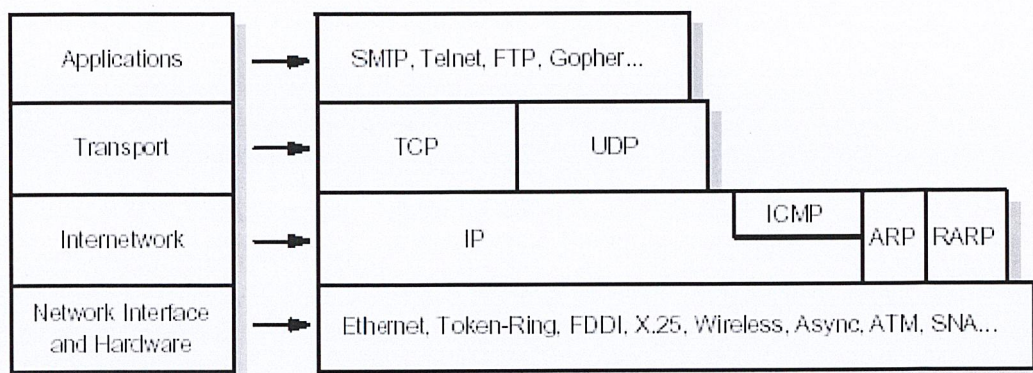 Applications
SMTP, Telnet, FTP, Gopher...
Transport
TCP
UDP
Internetwork
IP
ICMP
ARP
RARP
Network Interface
and Hardware
Ethernet, Token-Ring, FDDI, X.25, Wireless, Async, ATM, SNA...